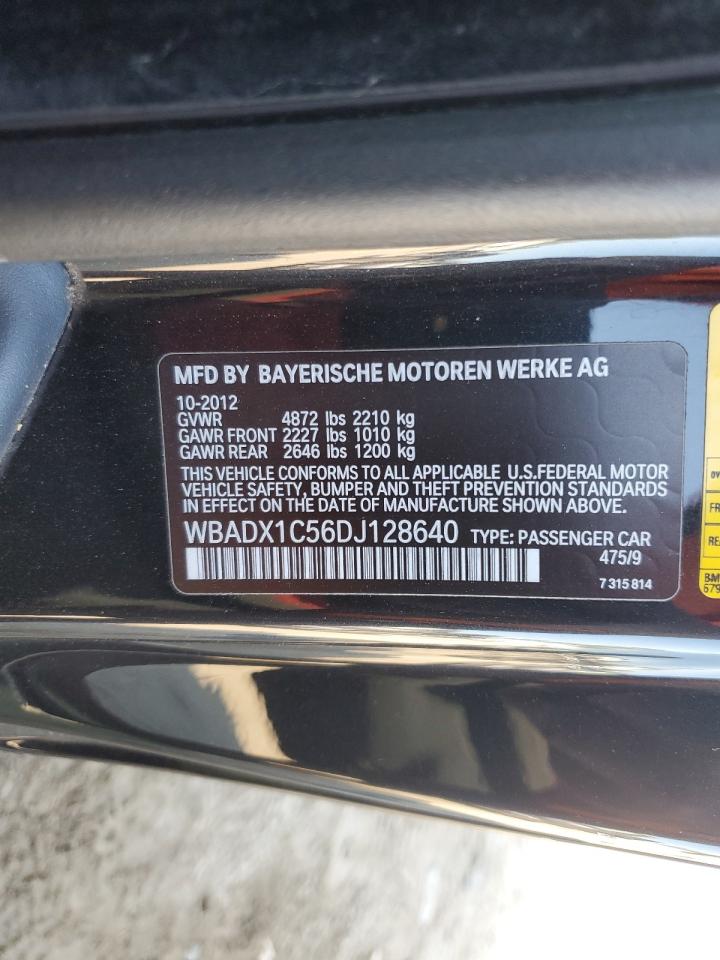 MFD BY BAYERISCHE MOTOREN WERKE AG
10-2012
GVWR 4872 lbs 2210 kg
GAWR FRONT 2227 lbs 1010 kg
GAWR REAR 2646 lbs 1200 kg
THIS VEHICLE CONFORMS TO ALL APPLICABLE U.S.FEDERAL MOTOR
VEHICLE SAFETY, BUMPER AND THEFT PREVENTION STANDARDS
IN EFFECT ON THE DATE OF MANUFACTURE SHOWN ABOVE.
WBADX1C56DJ128640 TYPE: PASSENGER CAR
475/9
7 315 814